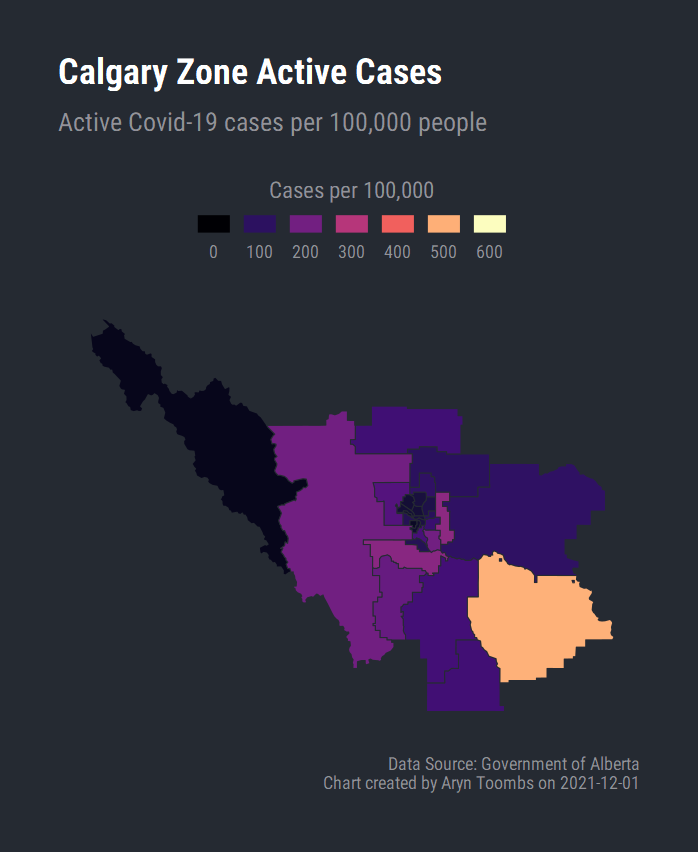 Calgary Zone Active Cases
Active Covid-19 cases per 100,000 people
Cases per 100,000
0 100 200 300 400 500 600
Data Source: Government of Alberta
Chart created by Aryn Toombs on 2021-12-01